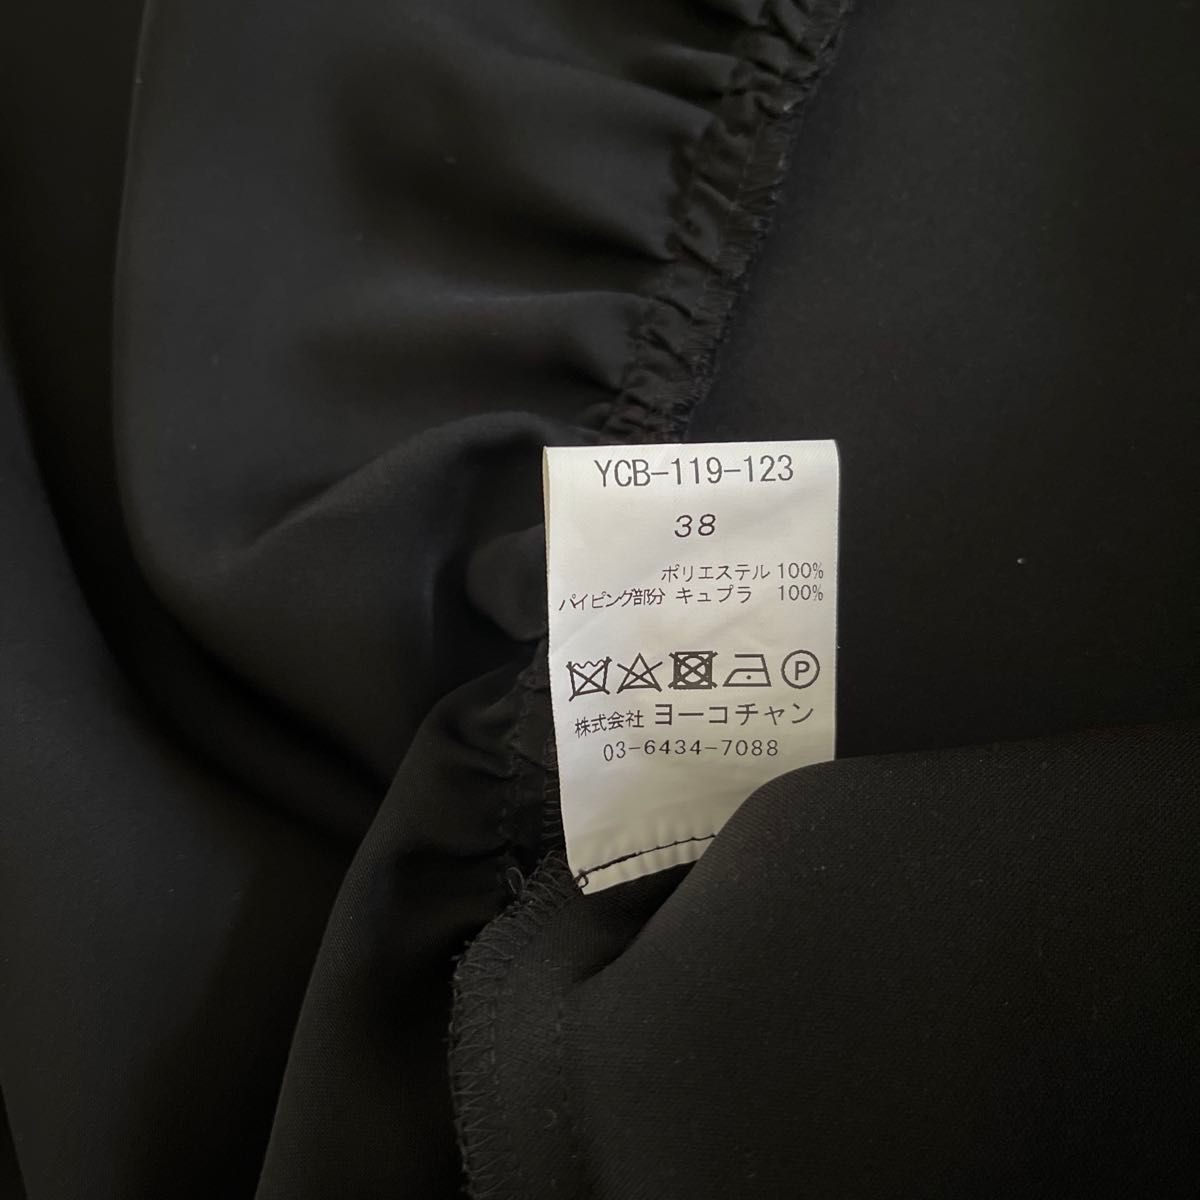 YCB-119-123
38
ポリエステル 100%
パイピング部分 キュプラ 100%
P
株式会社 ヨーコチャン
03-6434-7088